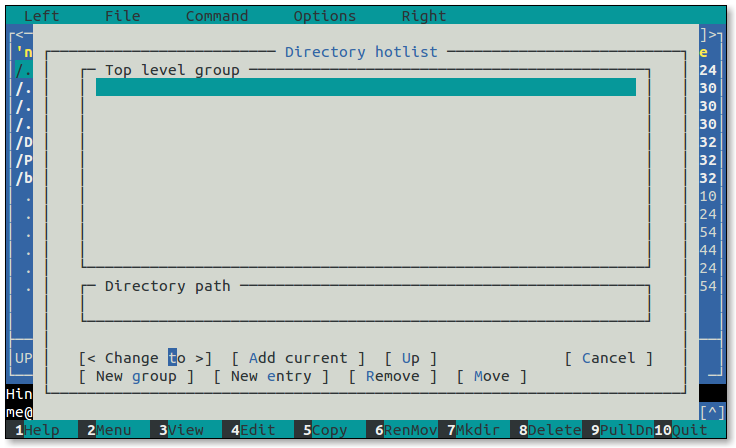 Left File Command Options Right
<─ ]>
'n e
/. Directory hotlist 24
/. Top level group 30
/. 30
/. 30
/D 32
/P 32
/b 32
. 10
. 24
. 54
. 44
. 24
. Directory path 54
UP [< Change to >] [ Add current ] [ Up ] [ Cancel ]
[ New group ] [ New entry ] [ Remove ] [ Move ]
Hin
me@ [^]
1Help 2Menu 3View 4Edit 5Copy 6RenMov 7Mkdir 8Delete 9PullDn 10Quit